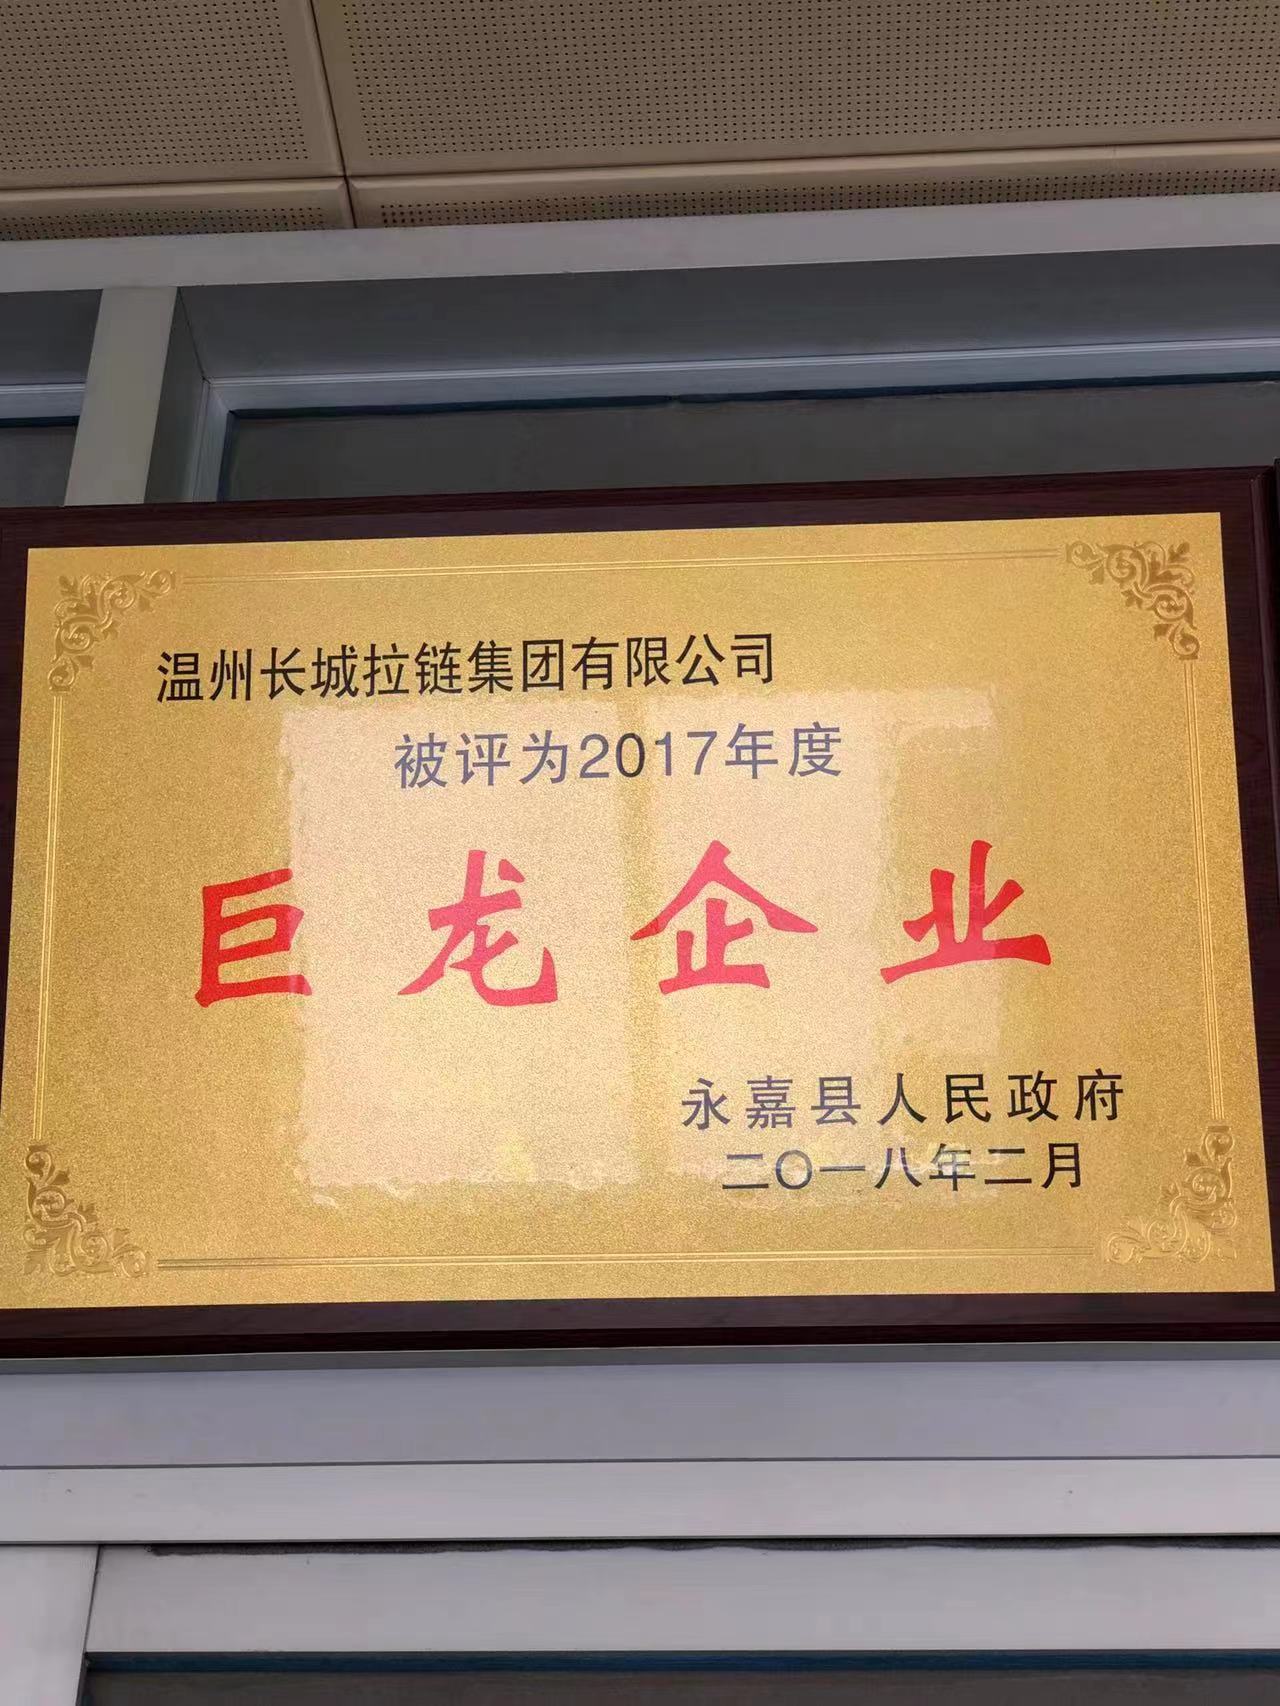 温州长城拉链集团有限公司
被评为2017年度
巨龙企业
永嘉县人民政府
二〇一八年二月